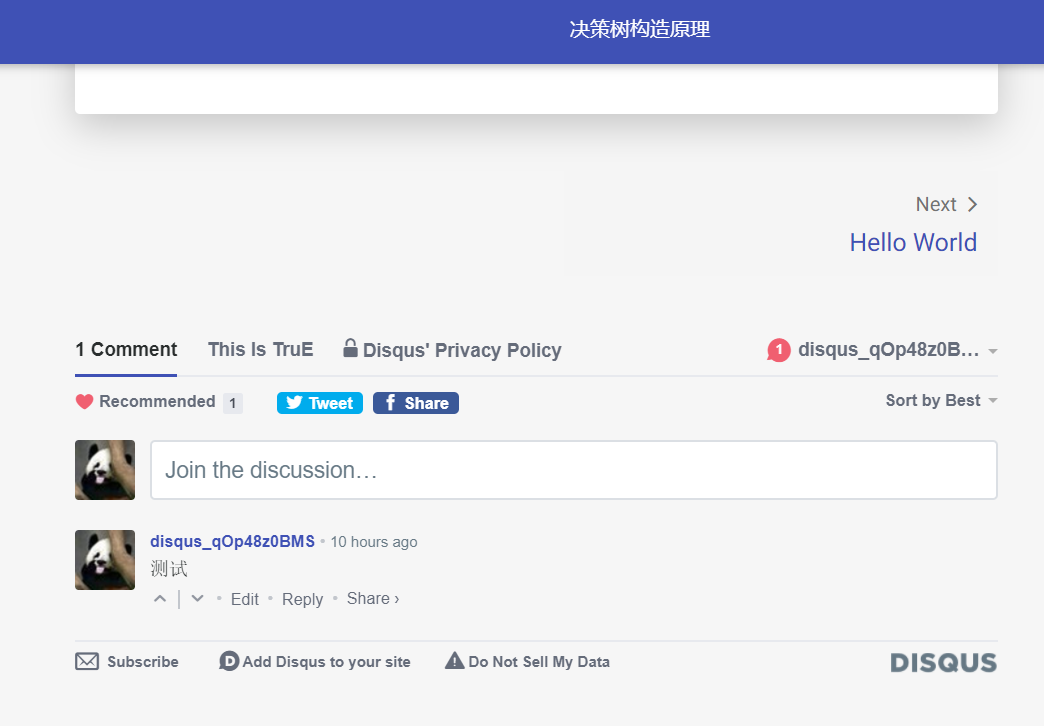 决策树构造原理
Next
Hello World
1 Comment This Is TruE Disqus' Privacy Policy 1 disqus_qOp48z0B...
Recommended 1 Tweet Share Sort by Best
Join the discussion...
disqus_qOp48z0BMS • 10 hours ago
测试
• Edit • Reply • Share ›
Subscribe D Add Disqus to your site Do Not Sell My Data DISQUS